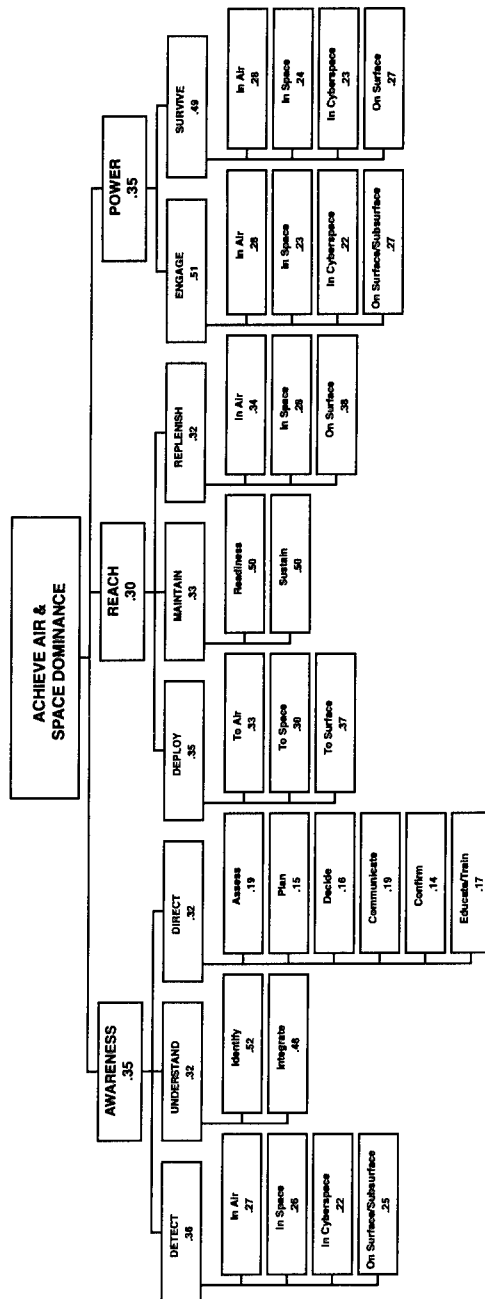 ACHIEVE AIR &
SPACE DOMINANCE
AWARENESS
.35
REACH
.30
POWER
.35
DETECT
.36
UNDERSTAND
.32
DIRECT
.32
DEPLOY
.35
MAINTAIN
.33
REPLENISH
.32
ENGAGE
.51
SURVIVE
.49
In Air
.27
In Space
.26
In Cyberspace
.22
On Surface/Subsurface
.25
Identify
.52
Integrate
.48
Assess
.19
Plan
.15
Decide
.16
Communicate
.19
Confirm
.14
Educate/Train
.17
To Air
.33
To Space
.30
To Surface
.37
Readiness
.50
Sustain
.50
In Air
.34
In Space
.28
On Surface
.38
In Air
.28
In Space
.23
In Cyberspace
.22
On Surface/Subsurface
.27
In Air
.26
In Space
.24
In Cyberspace
.23
On Surface
.27